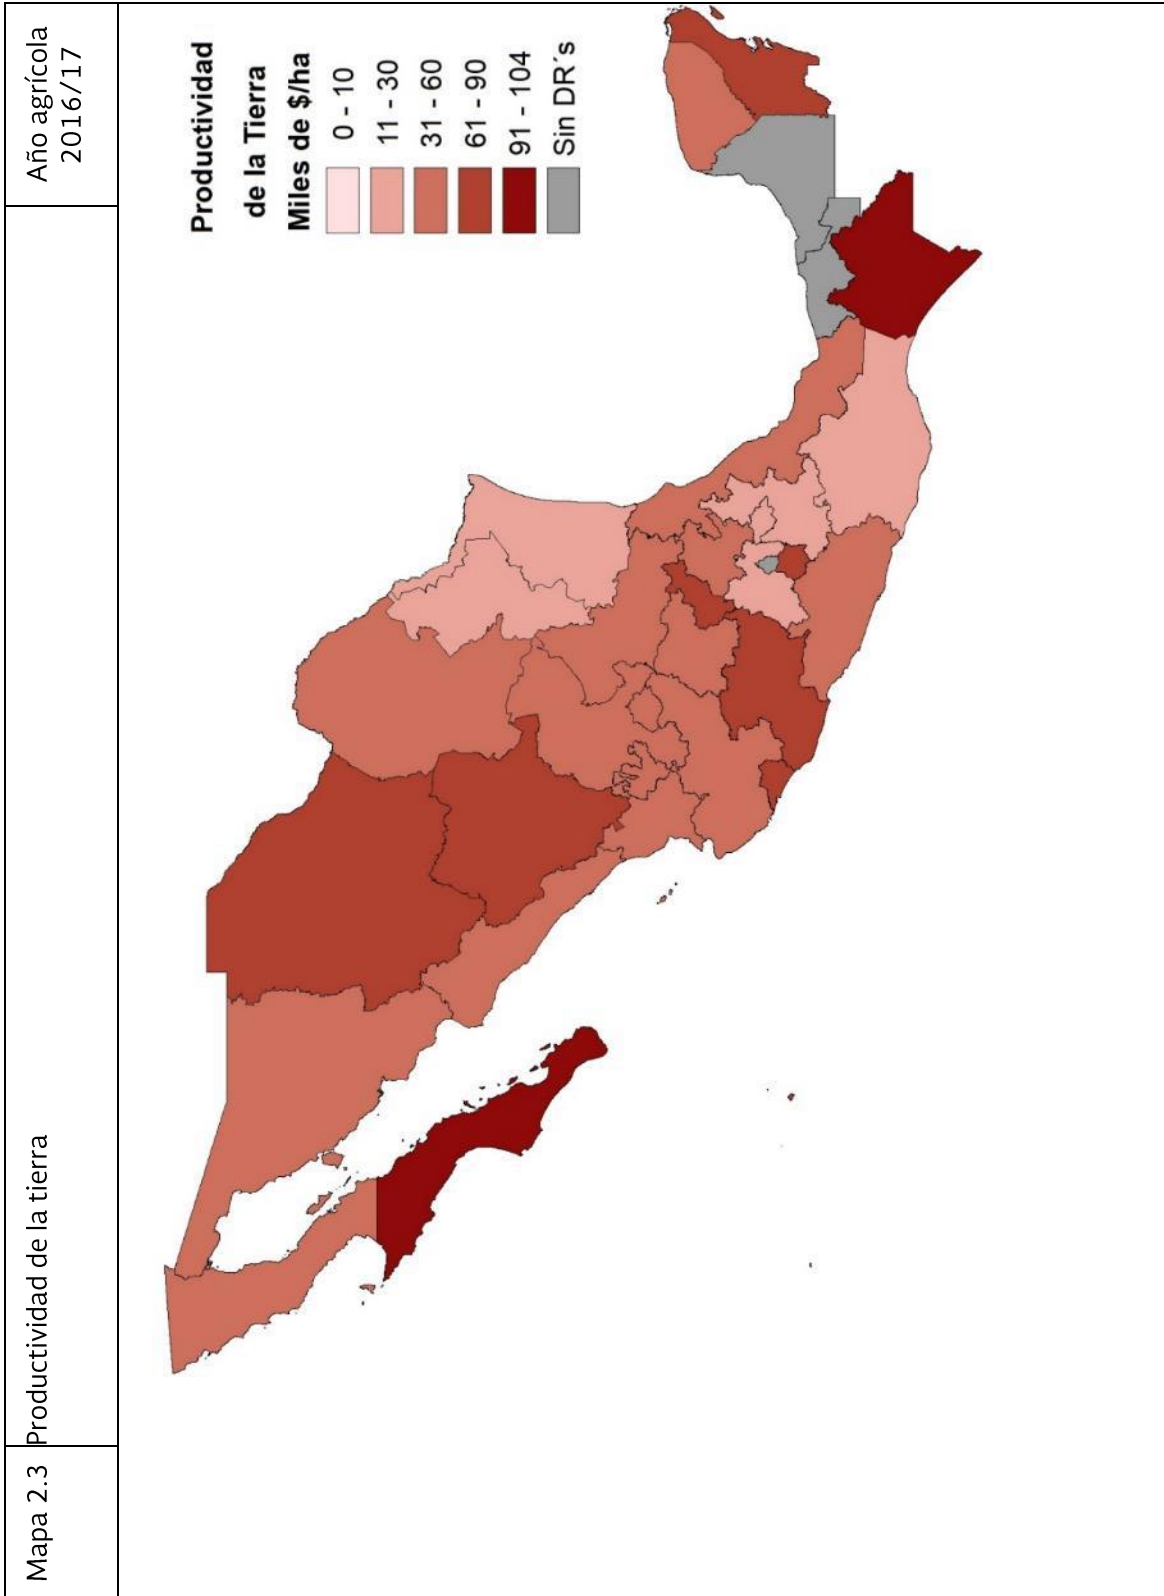 Mapa 2.3
Productividad de la tierra
Año agrícola
2016/17
Productividad
de la Tierra
Miles de $/ha
0 - 10
11 - 30
31 - 60
61 - 90
91 - 104
Sin DR´s